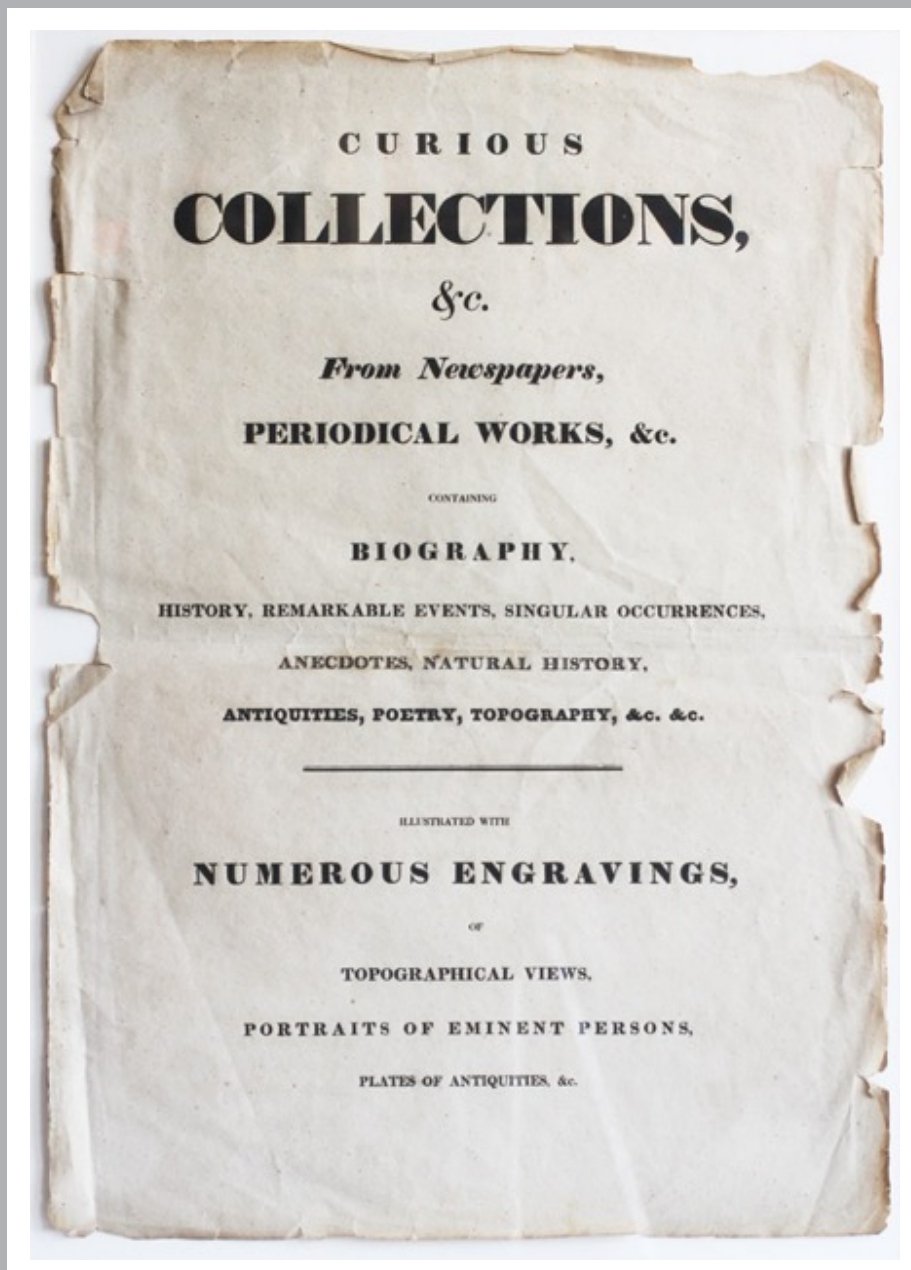 CURIOUS
COLLECTIONS,
&c.
From Newspapers,
PERIODICAL WORKS, &c.
CONTAINING
BIOGRAPHY,
HISTORY, REMARKABLE EVENTS, SINGULAR OCCURRENCES,
ANECDOTES, NATURAL HISTORY,
ANTIQUITIES, POETRY, TOPOGRAPHY, &c. &c.
ILLUSTRATED WITH
NUMEROUS ENGRAVINGS,
OF
TOPOGRAPHICAL VIEWS,
PORTRAITS OF EMINENT PERSONS,
PLATES OF ANTIQUITIES, &c.